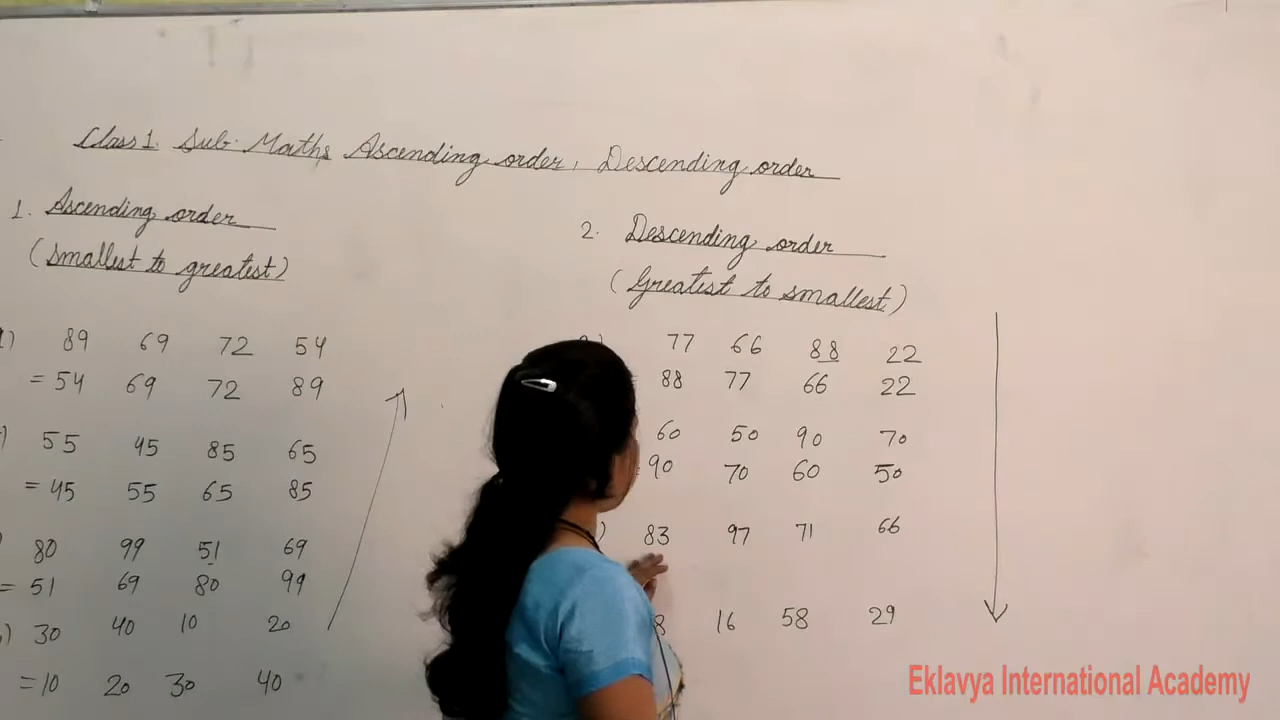 Class 1. Sub. Maths Ascending order, Descending order
1. Ascending order
(Smallest to greatest)
89 69 72 54
= 54 69 72 89
55 45 85 65
= 45 55 65 85
80 99 51 69
= 51 69 80 99
30 40 10 20
= 10 20 30 40
2. Descending order
(Greatest to smallest)
77 66 88 22
88 77 66 22
60 50 90 70
90 70 60 50
83 97 71 66
16 58 29
Eklavya International Academy